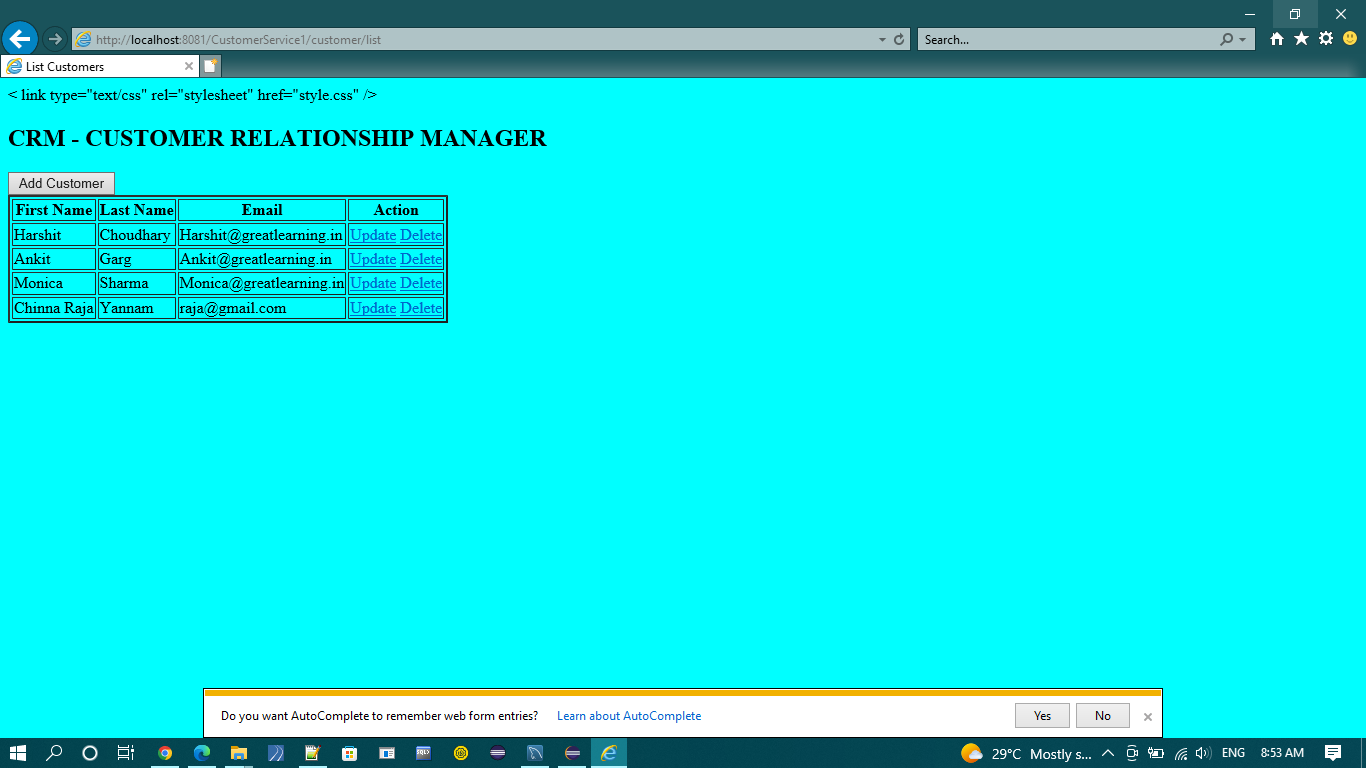 http://localhost:8081/CustomerService1/customer/list
Search...
List Customers
< link type="text/css" rel="stylesheet" href="style.css" />
CRM - CUSTOMER RELATIONSHIP MANAGER
Add Customer
First Name Last Name Email Action
Harshit Choudhary Harshit@greatlearning.in Update Delete
Ankit Garg Ankit@greatlearning.in Update Delete
Monica Sharma Monica@greatlearning.in Update Delete
Chinna Raja Yannam raja@gmail.com Update Delete
Do you want AutoComplete to remember web form entries? Learn about AutoComplete Yes No
29°C Mostly s... ENG 8:53 AM